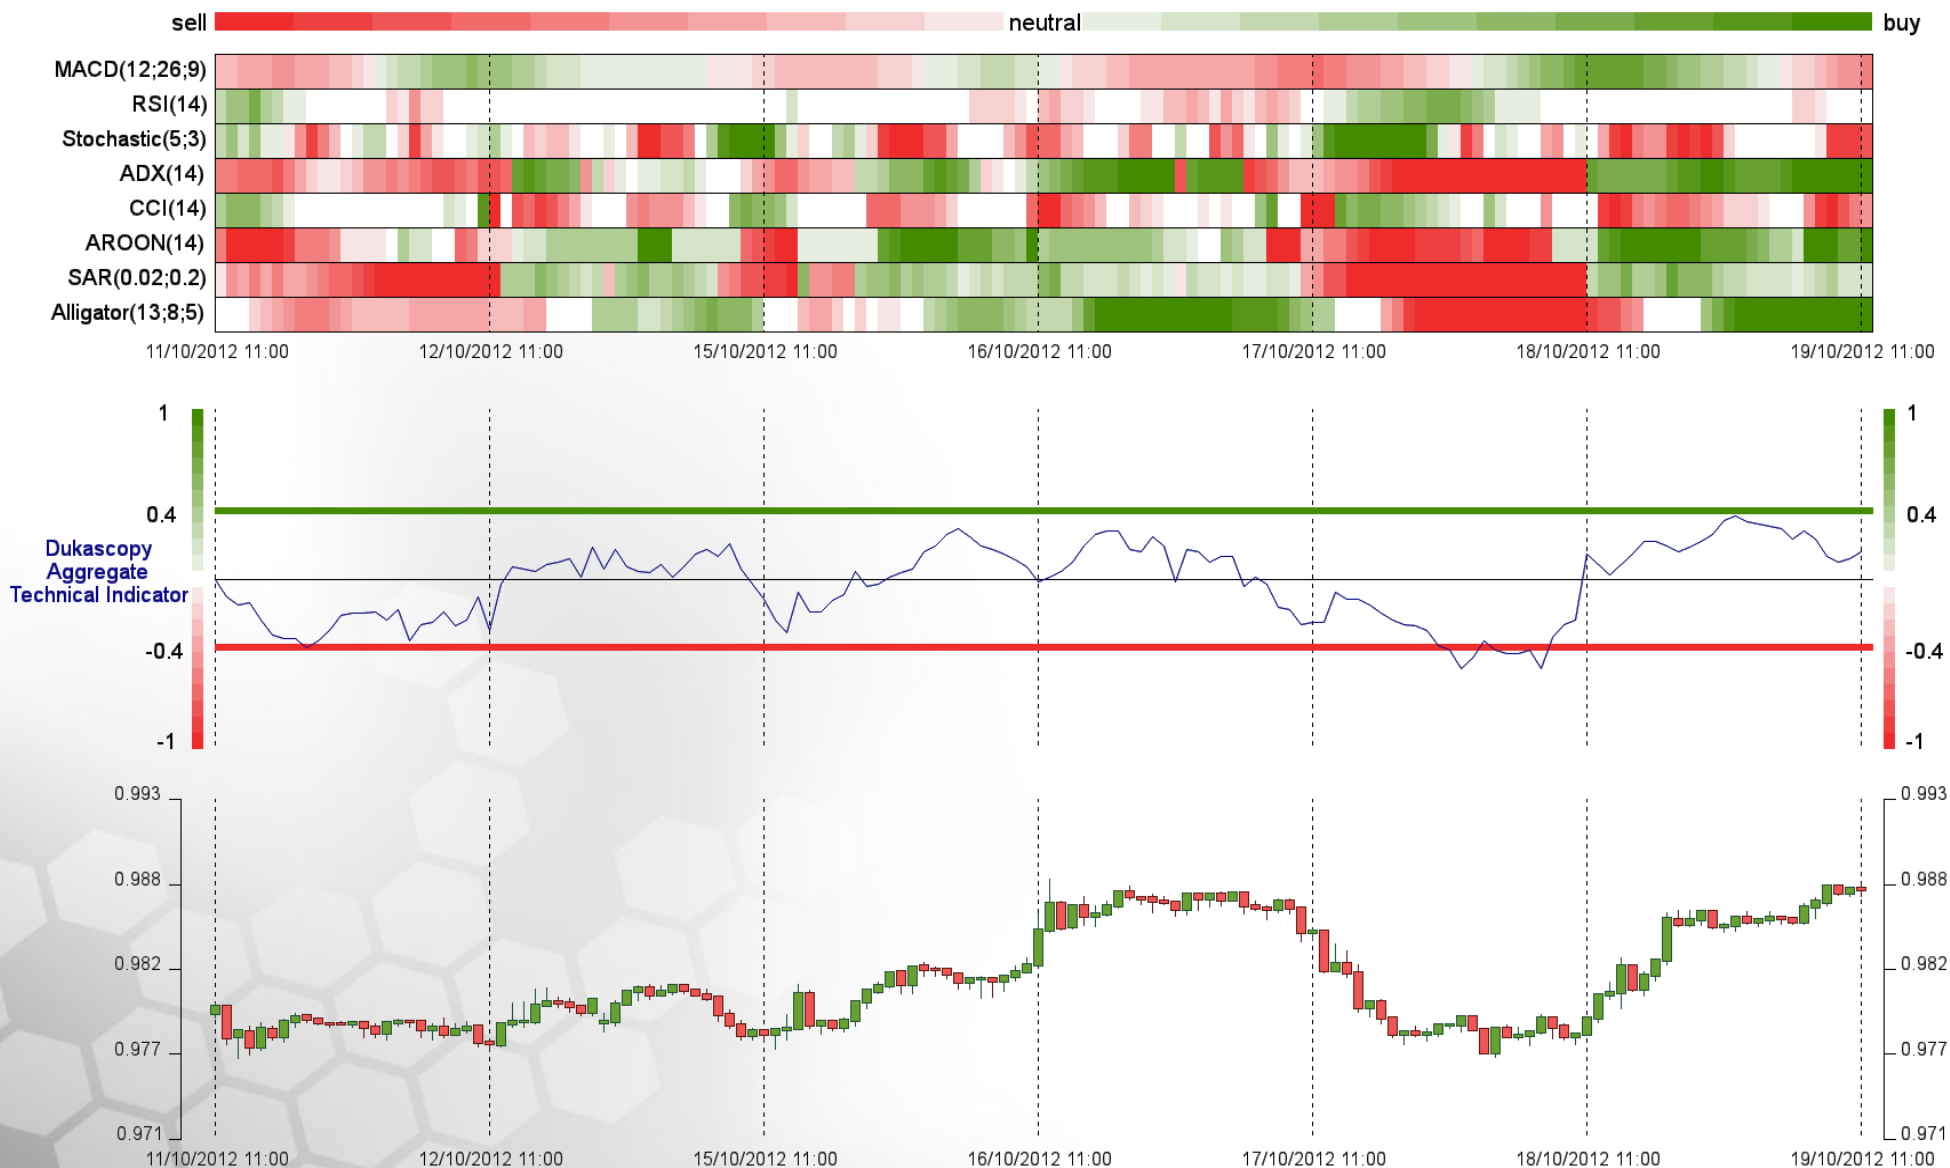 sell neutral buy
MACD(12;26;9)
RSI(14)
Stochastic(5;3)
ADX(14)
CCI(14)
AROON(14)
SAR(0.02;0.2)
Alligator(13;8;5)
11/10/2012 11:00 12/10/2012 11:00 15/10/2012 11:00 16/10/2012 11:00 17/10/2012 11:00 18/10/2012 11:00 19/10/2012 11:00
1 1
0.4 0.4
Dukascopy
Aggregate
Technical Indicator
-0.4 -0.4
-1 -1
0.993 0.993
0.988 0.988
0.982 0.982
0.977 0.977
0.971 0.971
11/10/2012 11:00 12/10/2012 11:00 15/10/2012 11:00 16/10/2012 11:00 17/10/2012 11:00 18/10/2012 11:00 19/10/2012 11:00